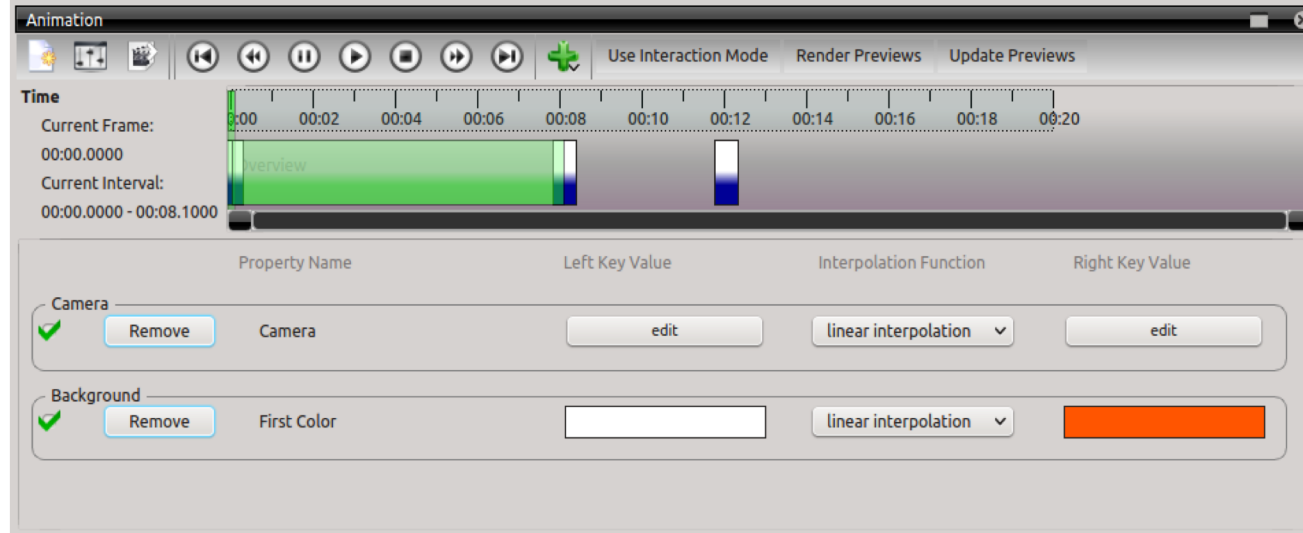 Animation
Use Interaction Mode Render Previews Update Previews
Time
Current Frame:
00:00.0000
Current Interval:
00:00.0000 - 00:08.1000
:00 00:02 00:04 00:06 00:08 00:10 00:12 00:14 00:16 00:18 00:20
Overview
Property Name Left Key Value Interpolation Function Right Key Value
Camera
Remove Camera edit linear interpolation edit
Background
Remove First Color linear interpolation